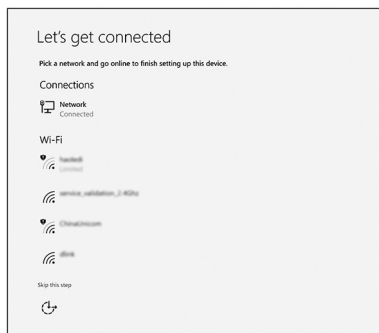 Let's get connected
Pick a network and go online to finish setting up this device.
Connections
Network
Connected
Wi-Fi
Limited
service_validation_2.4Ghz
ChinaUnicom
dlink
Skip this step